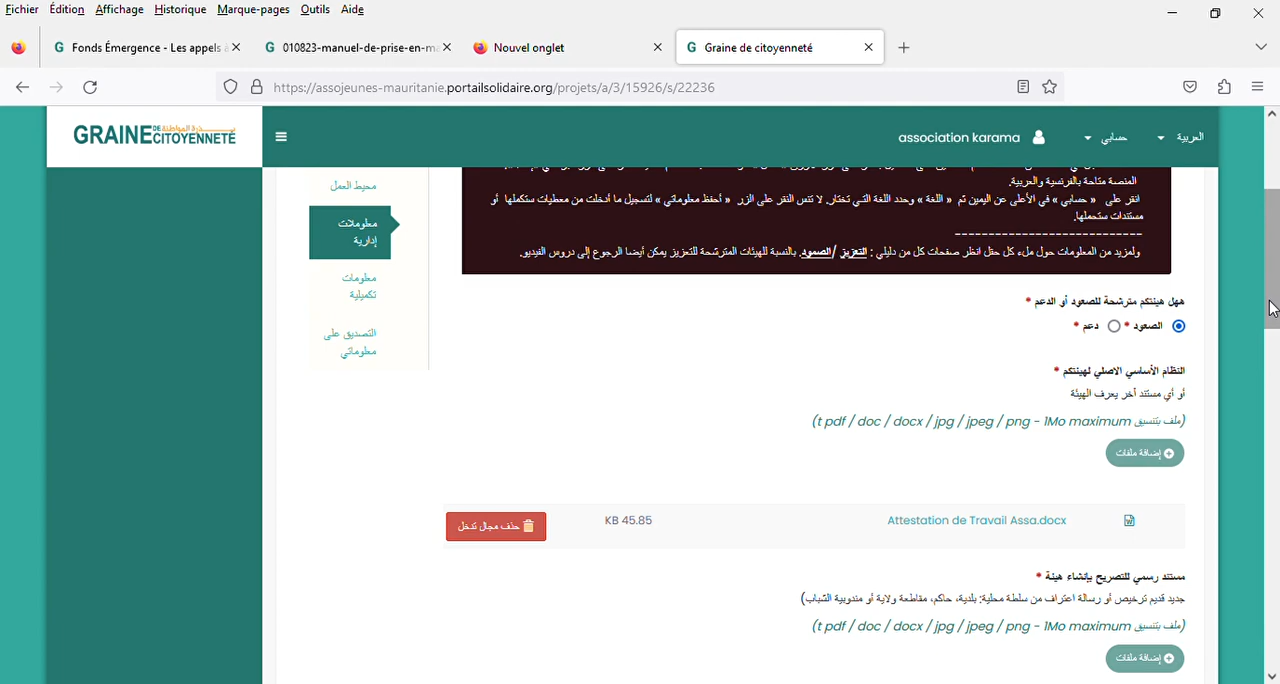 Fichier Édition Affichage Historique Marque-pages Outils Aide
Fonds Émergence - Les appels à
010823-manuel-de-prise-en-ma
Nouvel onglet
Graine de citoyenneté
https://assojeunes-mauritanie.portailsolidaire.org/projets/a/3/15926/s/22236
GRAINE DE CITOYENNETÉ بذرة المواطنة
association karama
حسابي
العربية
محيط العمل
معلومات
إدارية
معلومات
تكميلية
التصديق على
معلوماتي
المنصة متاحة بالفرنسية والعربية.
انقر على « حسابي » في الأعلى عن اليمين ثم « اللغة » وحدد اللغة التي تختار. لا تنس النقر على الزر « أحفظ معلوماتي » لتسجيل ما أدخلت من معطيات ستكملها أو
مستندات ستحملها.
----------------------------
ولمزيد من المعلومات حول ملء كل حقل انظر صفحات كل من دليلي : التعزيز /الصمود. بالنسبة للهيئات المترشحة للتعزيز يمكن أيضا الرجوع إلى دروس الفيديو.
مهل هيئتكم مترشحة للصعود أو الدعم *
الصعود * دعم *
النظام الأساسي الاصلي لهيئتكم *
أو أي مستند آخر يعرف الهيئة
(ملف بتنسيق t pdf / doc / docx / jpg / jpeg / png - 1Mo maximum)
إضافة ملفات
Attestation de Travail Assa.docx
KB 45.85
حذف مجال تدخل
مستند رسمي للتصريح بإنشاء هيئة *
جديد قديم ترخيص أو رسالة اعتراف من سلطة محلية: بلدية، حاكم، مقاطعة ولاية أو مندوبية الشباب)
(ملف بتنسيق t pdf / doc / docx / jpg / jpeg / png - 1Mo maximum)
إضافة ملفات